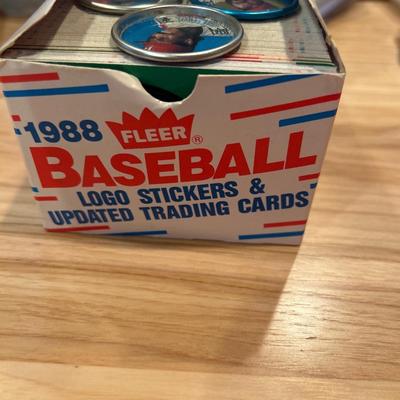 1988 FLEER®
BASEBALL
LOGO STICKERS &
UPDATED TRADING CARDS